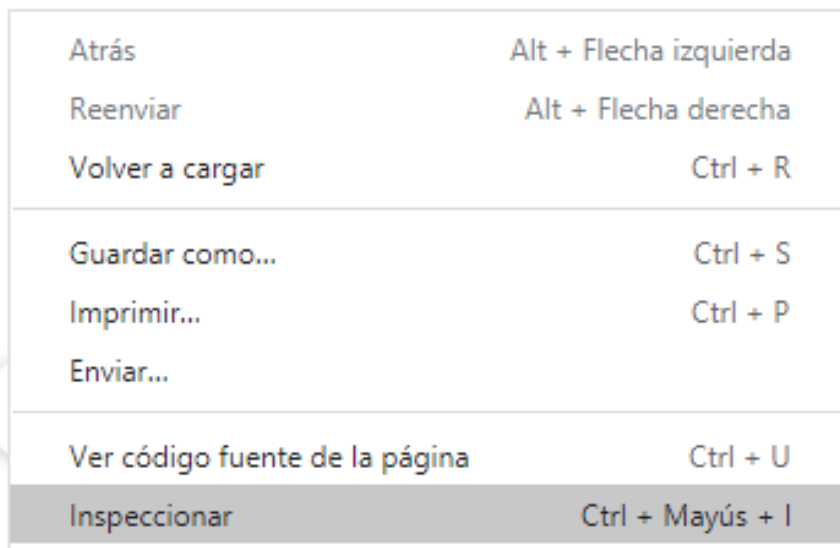 Atrás Alt + Flecha izquierda
Reenviar Alt + Flecha derecha
Volver a cargar Ctrl + R
Guardar como... Ctrl + S
Imprimir... Ctrl + P
Enviar...
Ver código fuente de la página Ctrl + U
Inspeccionar Ctrl + Mayús + I